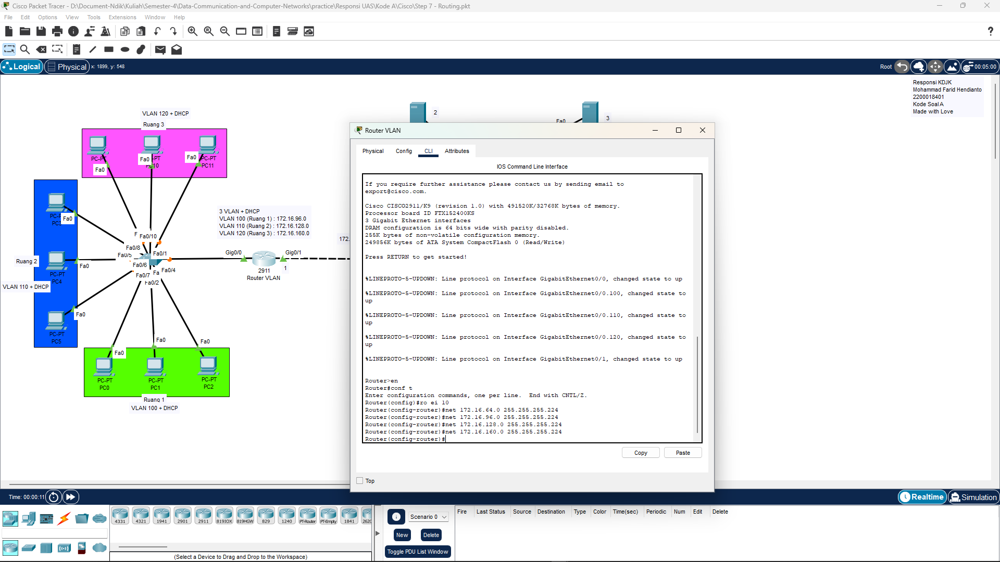 Cisco Packet Tracer - D:\Document-Ndik\Kuliah\Semester-4\Data-Communication-and-Computer-Networks\practice\Responsi UAS\Kode A\Cisco\Step 7 - Routing.pkt
File Edit Options View Tools Extensions Window Help
Logical Physical x: 1899, y: 548
Root 00:05:00
Responsi KDJK
Mohammad Farid Hendianto
2200018401
Kode Soal A
Made with Love
VLAN 120 + DHCP
Ruang 3
PC-PT
Fa0
Fa0
-PT
PC10
Fa0
PC-PT
PC11
2
3
Fa0
PC3
Fa0
Ruang 2
PC-PT
PC4
Fa0
VLAN 110 + DHCP
PC-PT
PC5
Fa0
3 VLAN + DHCP
VLAN 100 (Ruang 1) : 172.16.96.0
VLAN 110 (Ruang 2) : 172.16.128.0
VLAN 120 (Ruang 3) : 172.16.160.0
172.
F
Fa0/10
Fa0/8
Fa0/5
Fa0/1
Fa0/6
Fa0/4
Fa0/7
Fa
Fa0/2
Gig0/0
Gig0/1
2911
Router VLAN
1
Fa0
Fa0
Fa0
PC-PT
PC0
PC-PT
PC1
PC-PT
PC2
Ruang 1
VLAN 100 + DHCP
Router VLAN
Physical Config CLI Attributes
IOS Command Line Interface
If you require further assistance please contact us by sending email to
export@cisco.com.
Cisco CISCO2911/K9 (revision 1.0) with 491520K/32768K bytes of memory.
Processor board ID FTX152400KS
3 Gigabit Ethernet interfaces
DRAM configuration is 64 bits wide with parity disabled.
255K bytes of non-volatile configuration memory.
249856K bytes of ATA System CompactFlash 0 (Read/Write)
Press RETURN to get started!
%LINEPROTO-5-UPDOWN: Line protocol on Interface GigabitEthernet0/0, changed state to up
%LINEPROTO-5-UPDOWN: Line protocol on Interface GigabitEthernet0/0.100, changed state to
up
%LINEPROTO-5-UPDOWN: Line protocol on Interface GigabitEthernet0/0.110, changed state to
up
%LINEPROTO-5-UPDOWN: Line protocol on Interface GigabitEthernet0/0.120, changed state to
up
%LINEPROTO-5-UPDOWN: Line protocol on Interface GigabitEthernet0/1, changed state to up
Router>en
Router#conf t
Enter configuration commands, one per line.  End with CNTL/Z.
Router(config)#ro ei 10
Router(config-router)#net 172.16.64.0 255.255.255.224
Router(config-router)#net 172.16.96.0 255.255.255.224
Router(config-router)#net 172.16.128.0 255.255.255.224
Router(config-router)#net 172.16.160.0 255.255.255.224
Router(config-router)#
Copy Paste
Top
Time: 00:00:11
Realtime Simulation
4331 4321 1941 2901 2911 819IOX 819HGW 829 1240 PT-Router PT-Empty 1841 2620
(Select a Device to Drag and Drop to the Workspace)
Scenario 0
New Delete
Toggle PDU List Window
Fire Last Status Source Destination Type Color Time(sec) Periodic Num Edit Delete